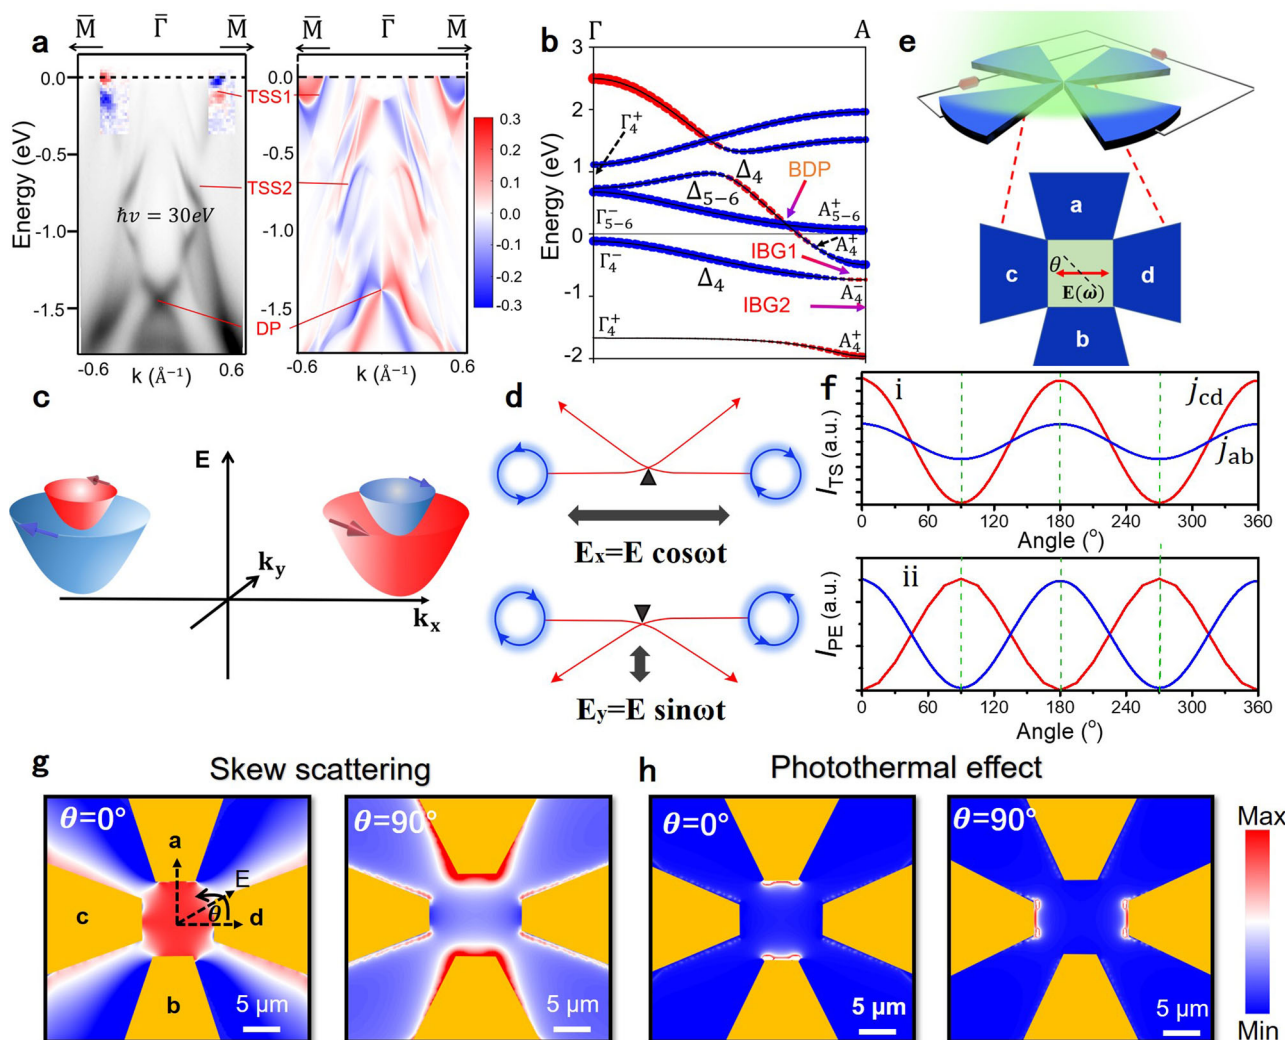 a
M̄ Γ̄ M̄
M̄ Γ̄ M̄
Energy (eV)
0.0
-0.5
-1.0
-1.5
ℏν = 30eV
-0.6 0.6
k (Å⁻¹)
TSS1
TSS2
DP
0.0
-0.5
-1.0
-1.5
-0.6 0.6
k (Å⁻¹)
0.3
0.2
0.1
0.0
-0.1
-0.2
-0.3
b
Γ A
Energy (eV)
3
2
1
0
-1
-2
Γ₄⁺
Δ₄
BDP
Δ₅₋₆
Γ₅₋₆⁻
A₅₋₆⁺
A₄⁺
IBG1
Γ₄⁻
Δ₄
A₄⁻
IBG2
Γ₄⁺
A₄⁺
c
E
k_y
k_x
d
E_x=E cosωt
E_y=E sinωt
e
a
c
θ
E(ω)
d
b
f
i
j_cd
j_ab
I_TS (a.u.)
0 60 120 180 240 300 360
Angle (°)
ii
I_PE (a.u.)
0 60 120 180 240 300 360
Angle (°)
g
Skew scattering
θ=0°
a
E
θ
c
d
b
5 µm
θ=90°
5 µm
h
Photothermal effect
θ=0°
5 µm
θ=90°
5 µm
Max
Min